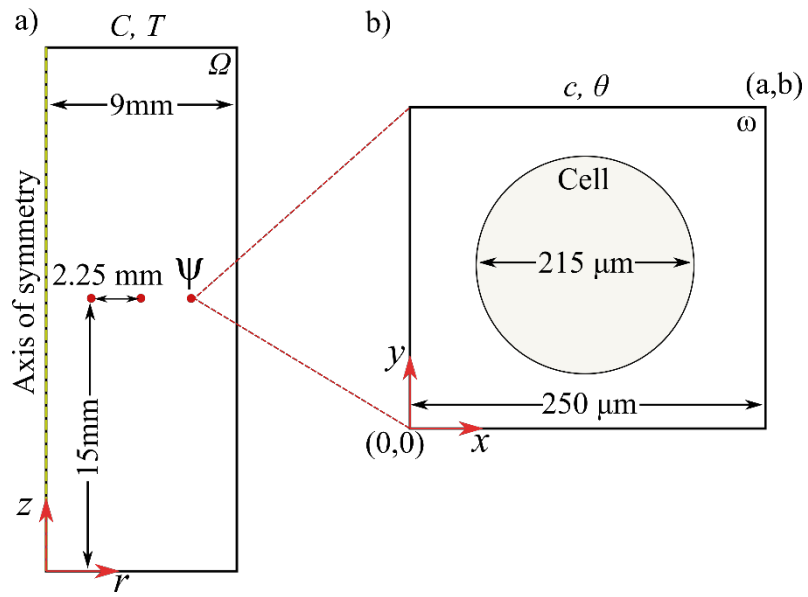 a)
C, T
Ω
9mm
Axis of symmetry
2.25 mm
Ψ
15mm
z
r
b)
c, θ
(a,b)
ω
Cell
215 μm
y
250 μm
(0,0)
x